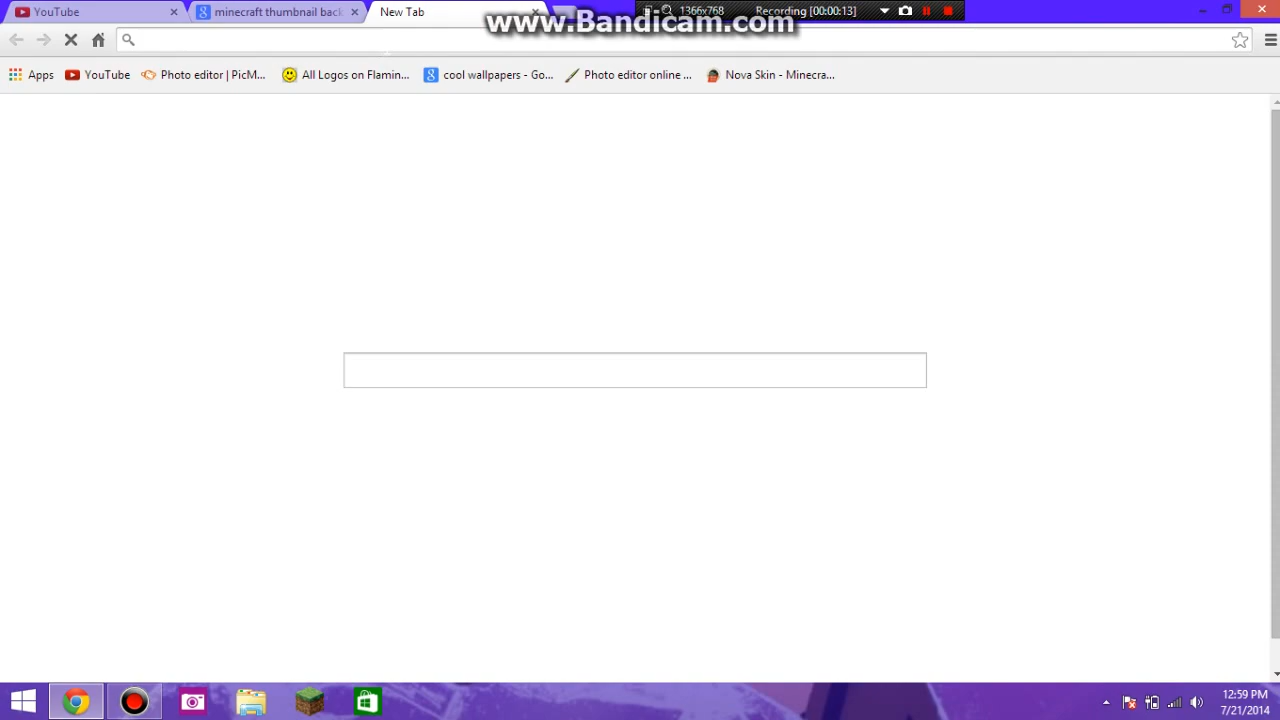 YouTube
minecraft thumbnail back
New Tab
www.Bandicam.com
1366x768
Recording [00:00:13]
Apps
YouTube
Photo editor | PicM...
All Logos on Flamin...
cool wallpapers - Go...
Photo editor online ...
Nova Skin - Minecra...
12:59 PM
7/21/2014